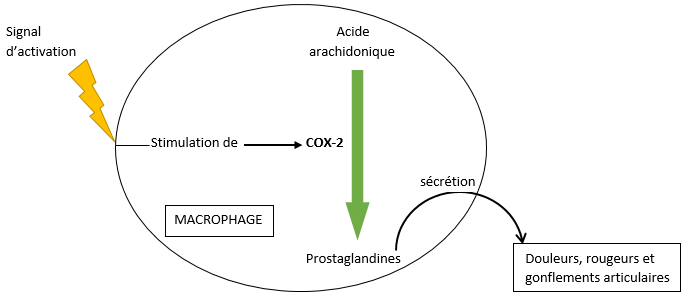 Signal
d’activation
Acide
arachidonique
Stimulation de
COX-2
sécrétion
MACROPHAGE
Prostaglandines
Douleurs, rougeurs et
gonflements articulaires